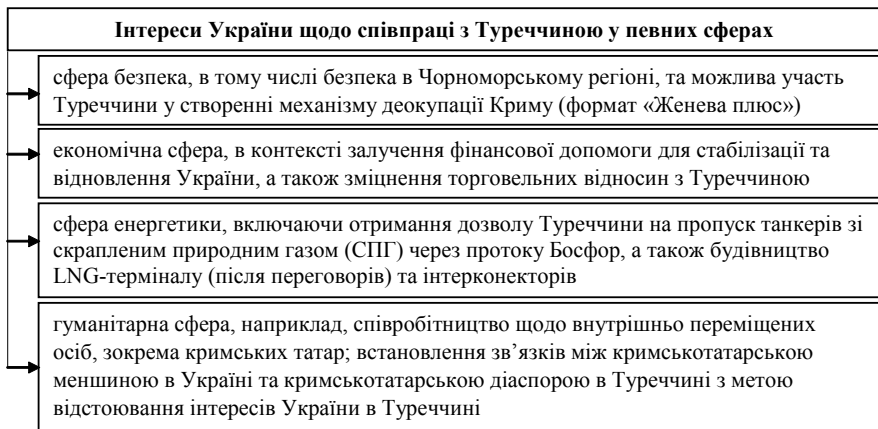 Інтереси України щодо співпраці з Туреччиною у певних сферах
сфера безпека, в тому числі безпека в Чорноморському регіоні, та можлива участь
Туреччини у створенні механізму деокупації Криму (формат «Женева плюс»)
економічна сфера, в контексті залучення фінансової допомоги для стабілізації та
відновлення України, а також зміцнення торговельних відносин з Туреччиною
сфера енергетики, включаючи отримання дозволу Туреччини на пропуск танкерів зі
скрапленим природним газом (СПГ) через протоку Босфор, а також будівництво
LNG-терміналу (після переговорів) та інтерконекторів
гуманітарна сфера, наприклад, співробітництво щодо внутрішньо переміщених
осіб, зокрема кримських татар; встановлення зв’язків між кримськотатарською
меншиною в Україні та кримськотатарською діаспорою в Туреччині з метою
відстоювання інтересів України в Туреччині